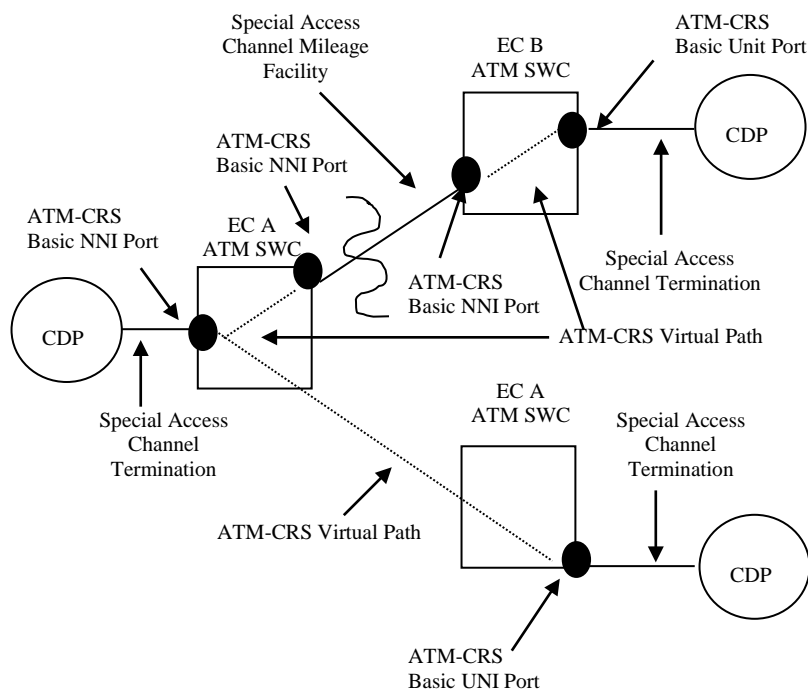 Special Access
Channel Mileage
Facility
EC B
ATM SWC
ATM-CRS
Basic Unit Port
CDP
ATM-CRS
Basic NNI Port
ATM-CRS
Basic NNI Port
EC A
ATM SWC
ATM-CRS
Basic NNI Port
Special Access
Channel Termination
CDP
ATM-CRS Virtual Path
Special Access
Channel
Termination
EC A
ATM SWC
Special Access
Channel
Termination
ATM-CRS Virtual Path
CDP
ATM-CRS
Basic UNI Port